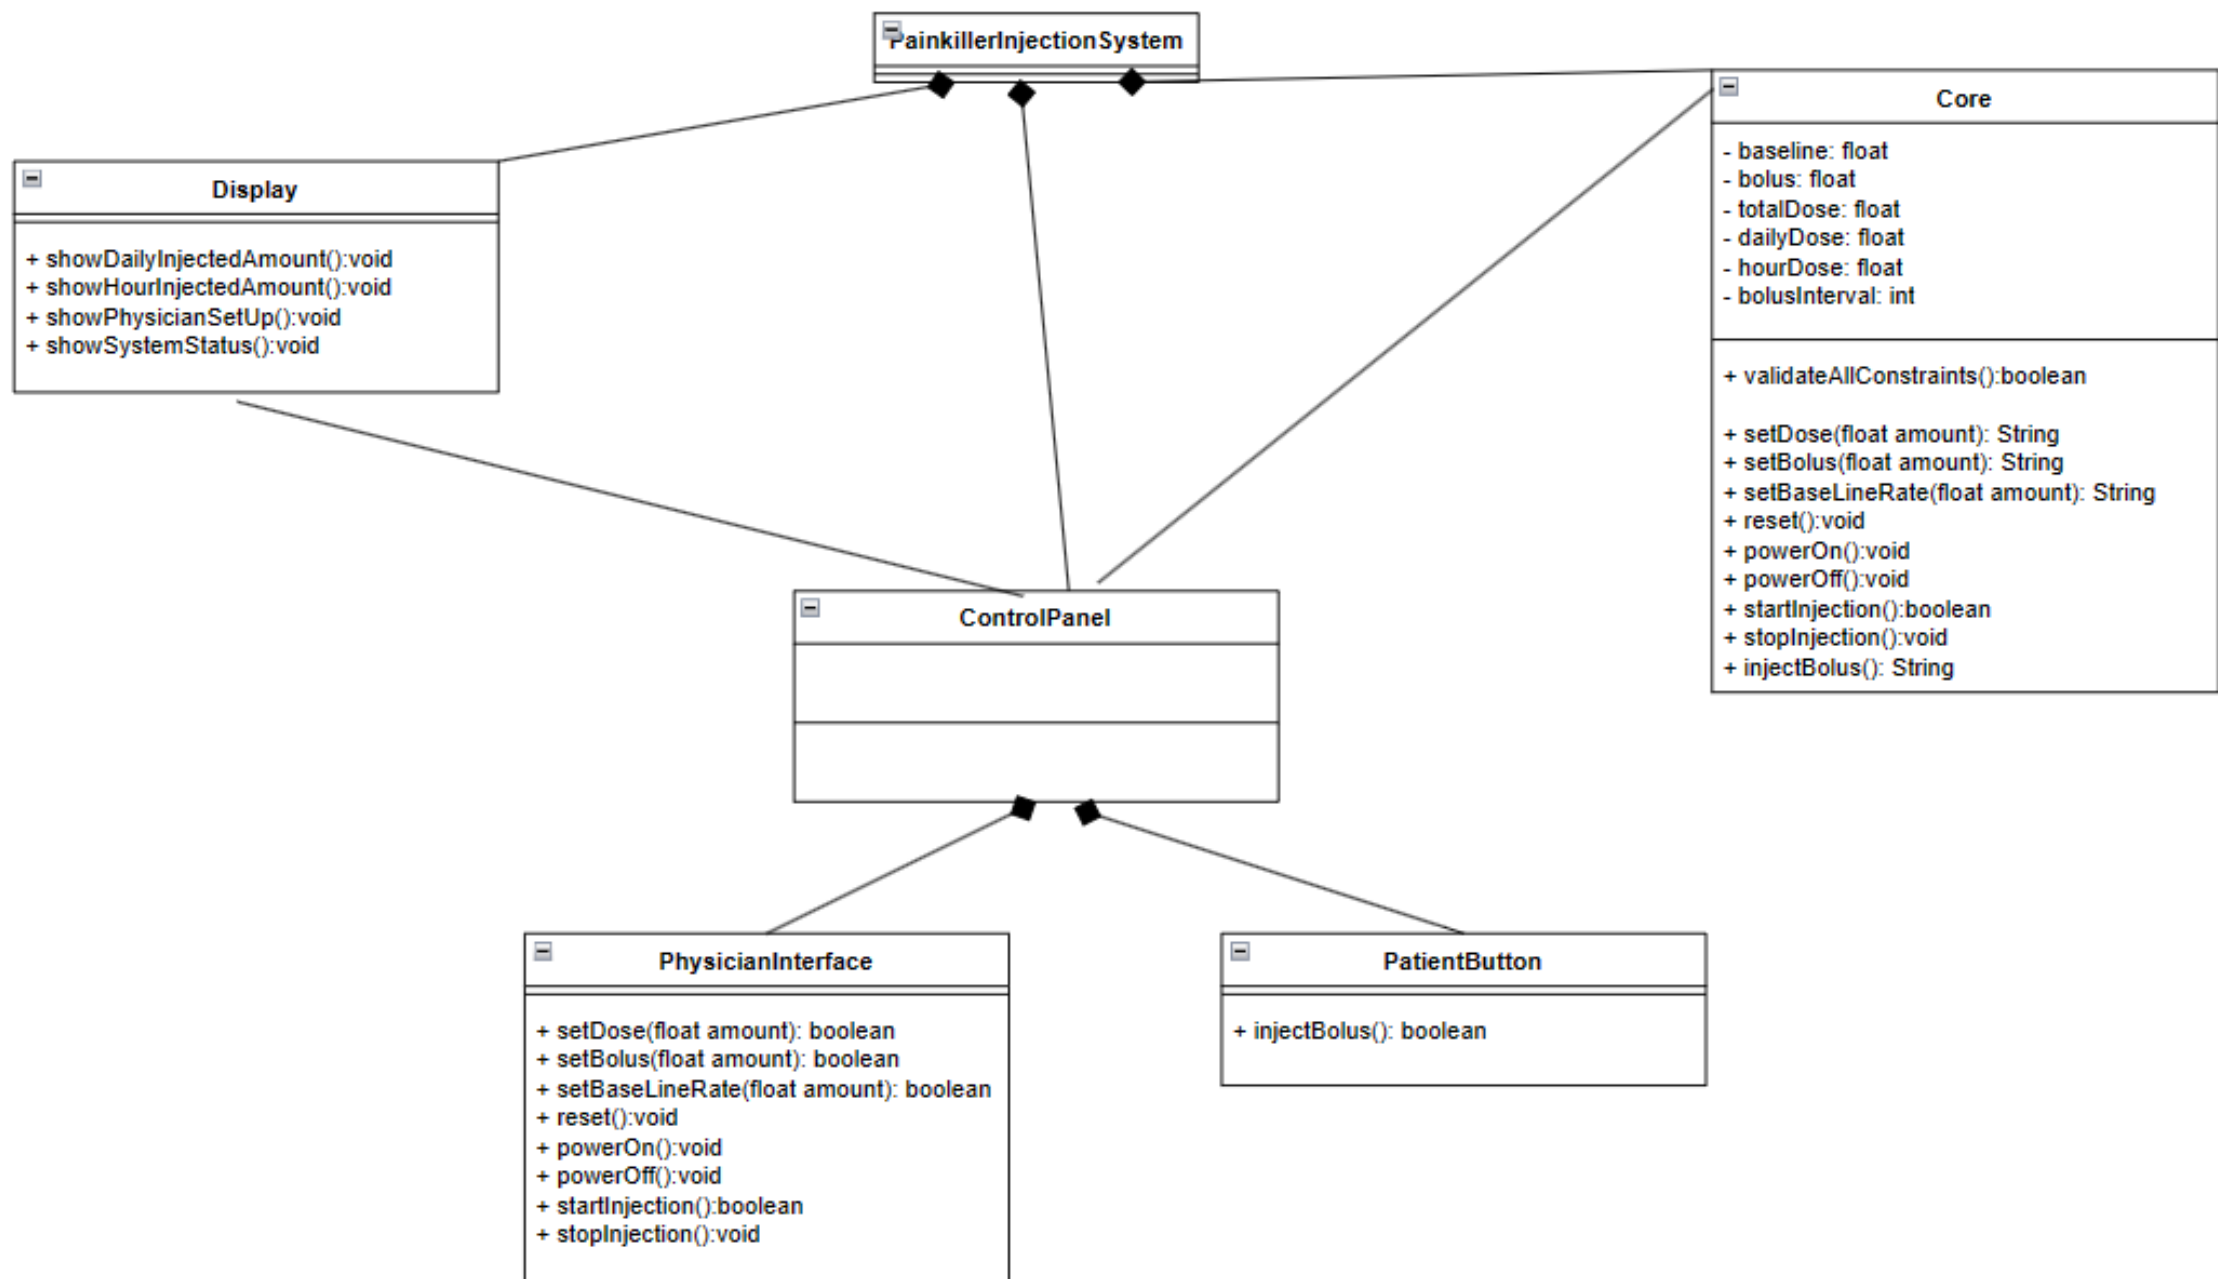 PainkillerInjectionSystem
Display
+ showDailyInjectedAmount():void
+ showHourInjectedAmount():void
+ showPhysicianSetUp():void
+ showSystemStatus():void
Core
- baseline: float
- bolus: float
- totalDose: float
- dailyDose: float
- hourDose: float
- bolusInterval: int
+ validateAllConstraints():boolean
+ setDose(float amount): String
+ setBolus(float amount): String
+ setBaseLineRate(float amount): String
+ reset():void
+ powerOn():void
+ powerOff():void
+ startInjection():boolean
+ stopInjection():void
+ injectBolus(): String
ControlPanel
PhysicianInterface
+ setDose(float amount): boolean
+ setBolus(float amount): boolean
+ setBaseLineRate(float amount): boolean
+ reset():void
+ powerOn():void
+ powerOff():void
+ startInjection():boolean
+ stopInjection():void
PatientButton
+ injectBolus(): boolean